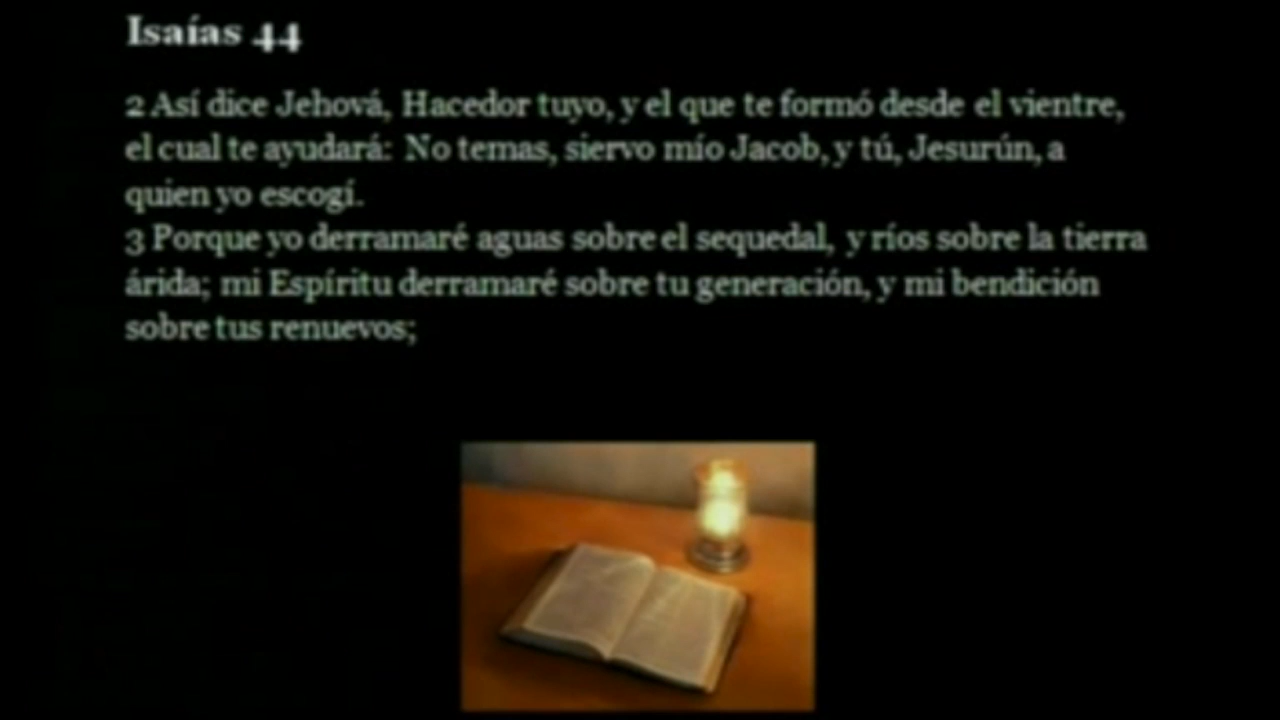 Isaías 44
2 Así dice Jehová, Hacedor tuyo, y el que te formó desde el vientre,
el cual te ayudará: No temas, siervo mío Jacob, y tú, Jesurún, a
quien yo escogí.
3 Porque yo derramaré aguas sobre el sequedal, y ríos sobre la tierra
árida; mi Espíritu derramaré sobre tu generación, y mi bendición
sobre tus renuevos;